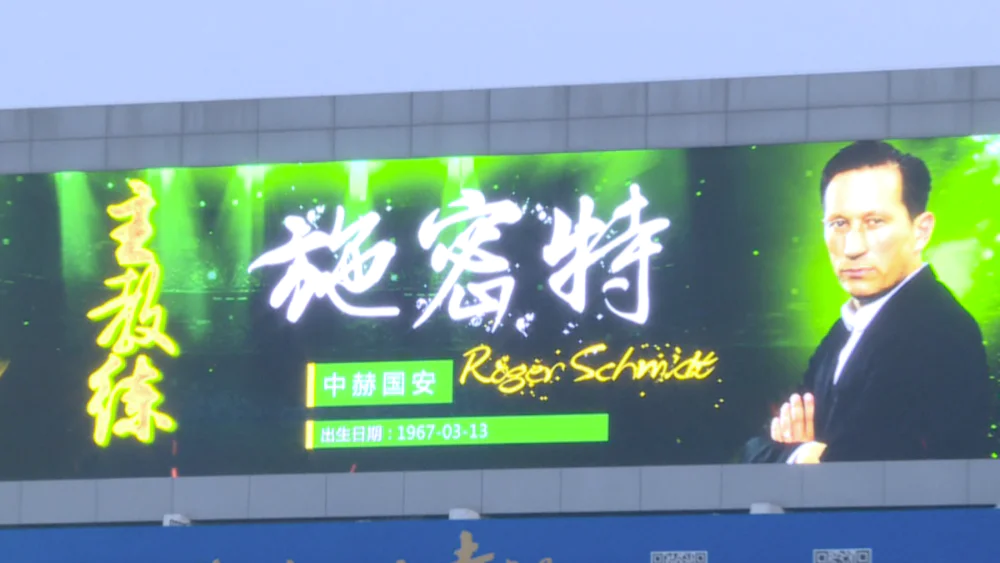 主教练
施密特
Roger Schmidt
中赫国安
出生日期：1967-03-13